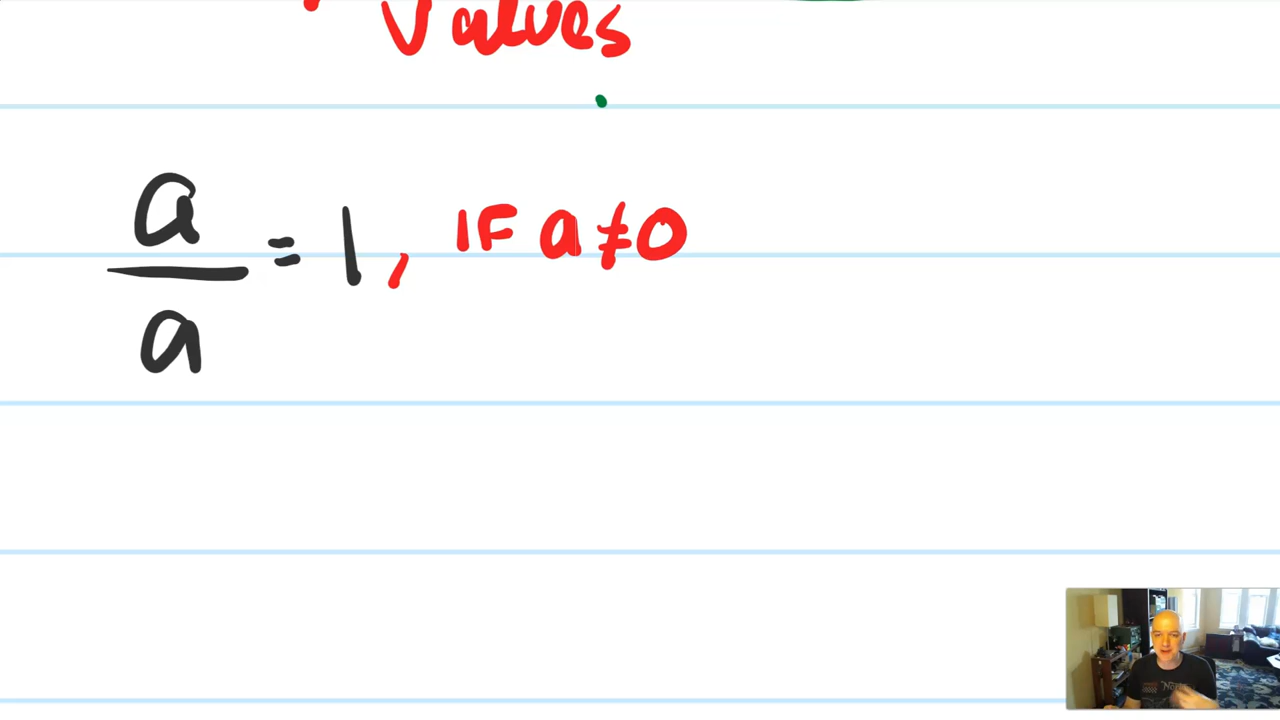 Values
a/a = 1, IF a≠0